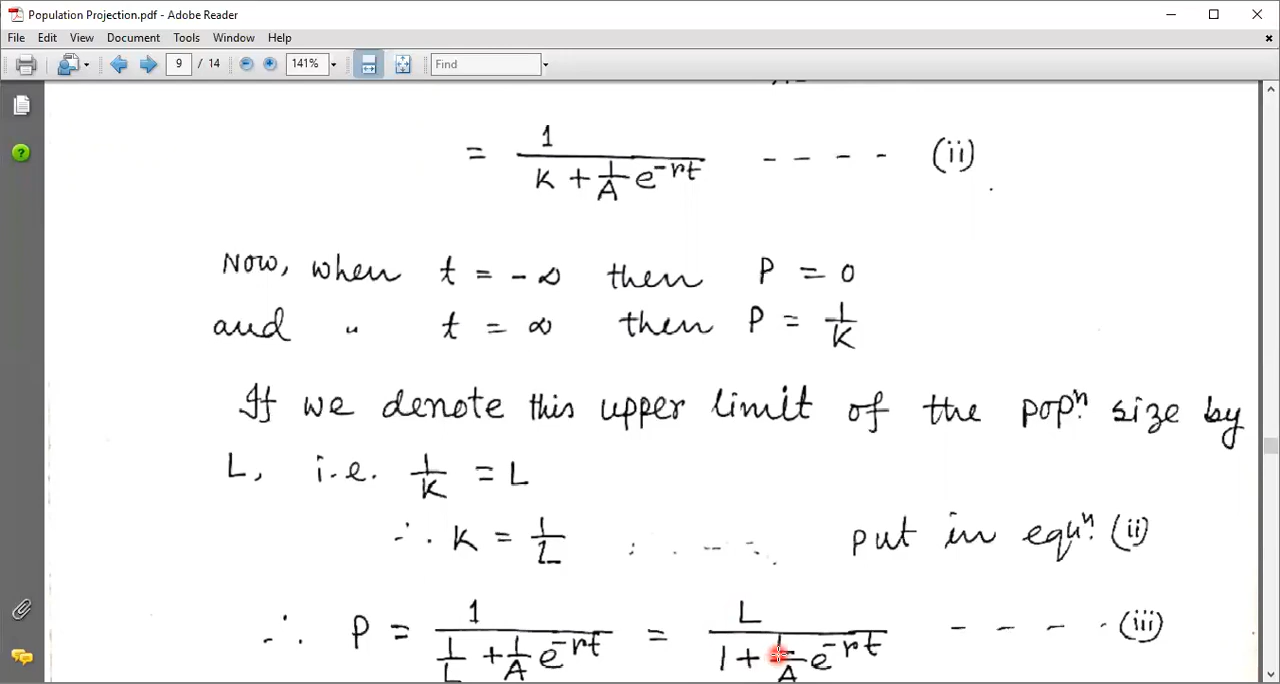 Population Projection.pdf - Adobe Reader
File Edit View Document Tools Window Help
9 / 14 141% Find
= 1 / (K + 1/A e^-rt) - - - - (ii)
Now, when t = - ∞ then P = 0
and " t = ∞ then P = 1/K
If we denote this upper limit of the popn. size by
L, i.e. 1/K = L
∴ K = 1/L put in equn. (ii)
∴ P = 1 / (1/L + 1/A e^-rt) = L / (1 + L/A e^-rt) - - - - (iii)